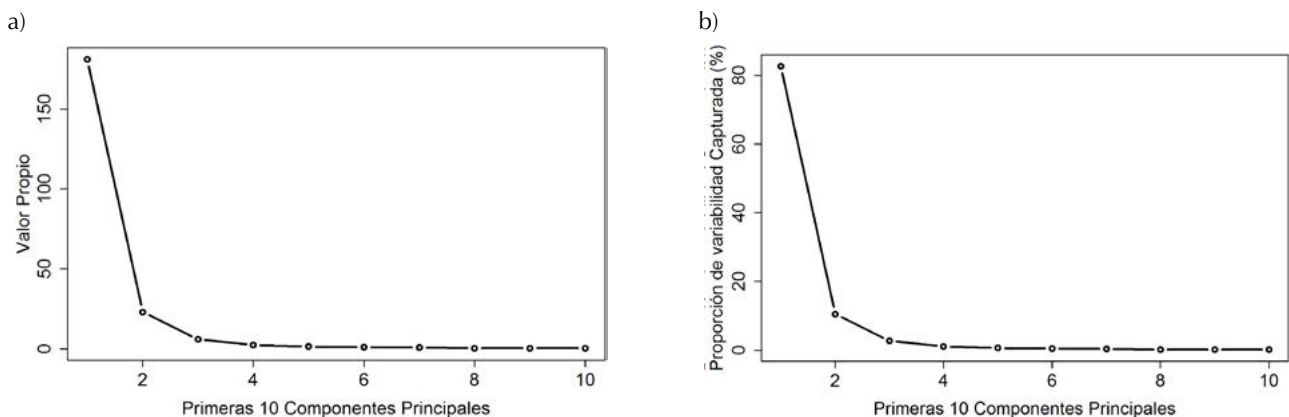 a)
b)
Valor Propio
150
100
50
0
2 4 6 8 10
Primeras 10 Componentes Principales
Proporción de variabilidad Capturada (%)
80
60
40
20
0
2 4 6 8 10
Primeras 10 Componentes Principales